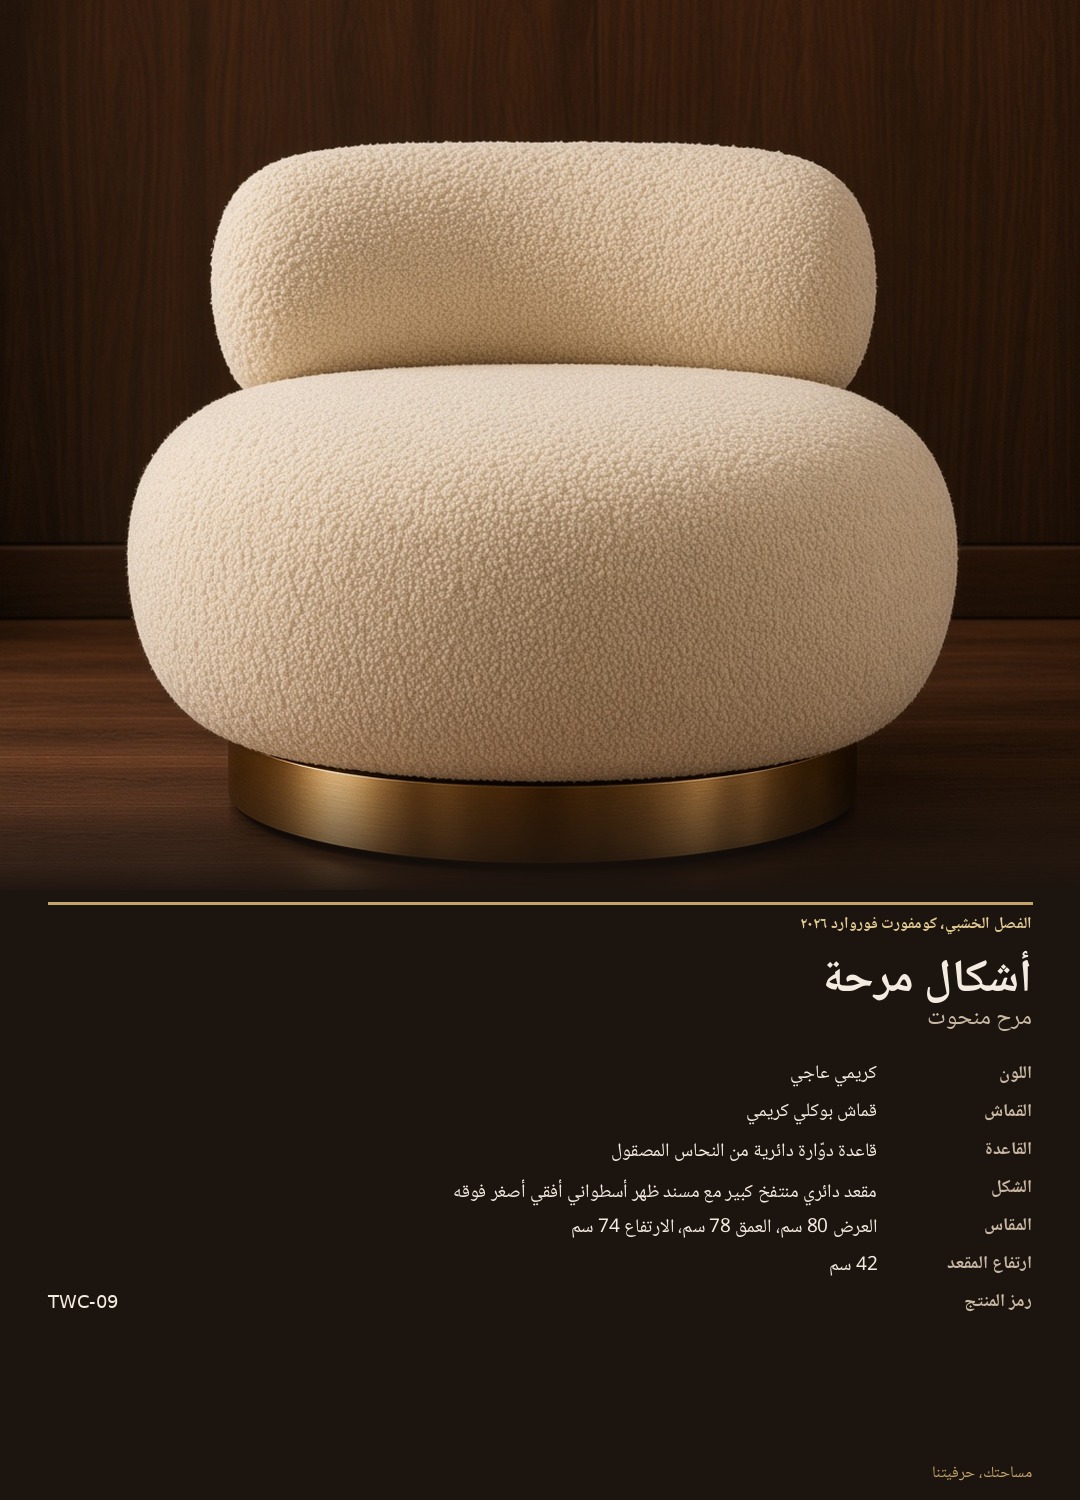 الفصل الخشبي، كومفورت فوروارد ٢٠٢٦
أشكال مرحة
مرح منحوت
اللون كريمي عاجي
القماش قماش بوكلي كريمي
القاعدة قاعدة دوّارة دائرية من النحاس المصقول
الشكل مقعد دائري منتفخ كبير مع مسند ظهر أسطواني أفقي أصغر فوقه
المقاس العرض 80 سم، العمق 78 سم، الارتفاع 74 سم
ارتفاع المقعد 42 سم
رمز المنتج TWC-09
مساحتك، حرفيتنا